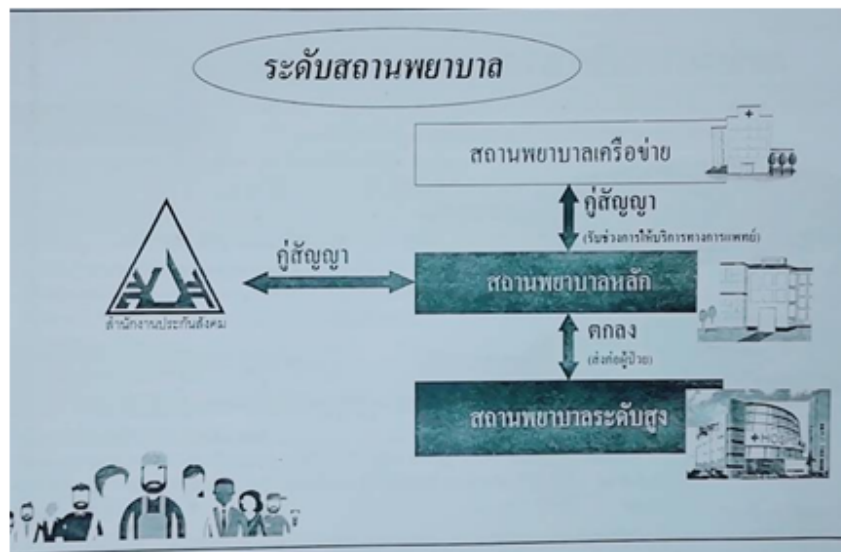 ระดับสถานพยาบาล
สถานพยาบาลเครือข่าย
คู่สัญญา
(รับช่วงการให้บริการทางการแพทย์)
คู่สัญญา
สถานพยาบาลหลัก
สำนักงานประกันสังคม
ตกลง
(ส่งต่อผู้ป่วย)
สถานพยาบาลระดับสูง